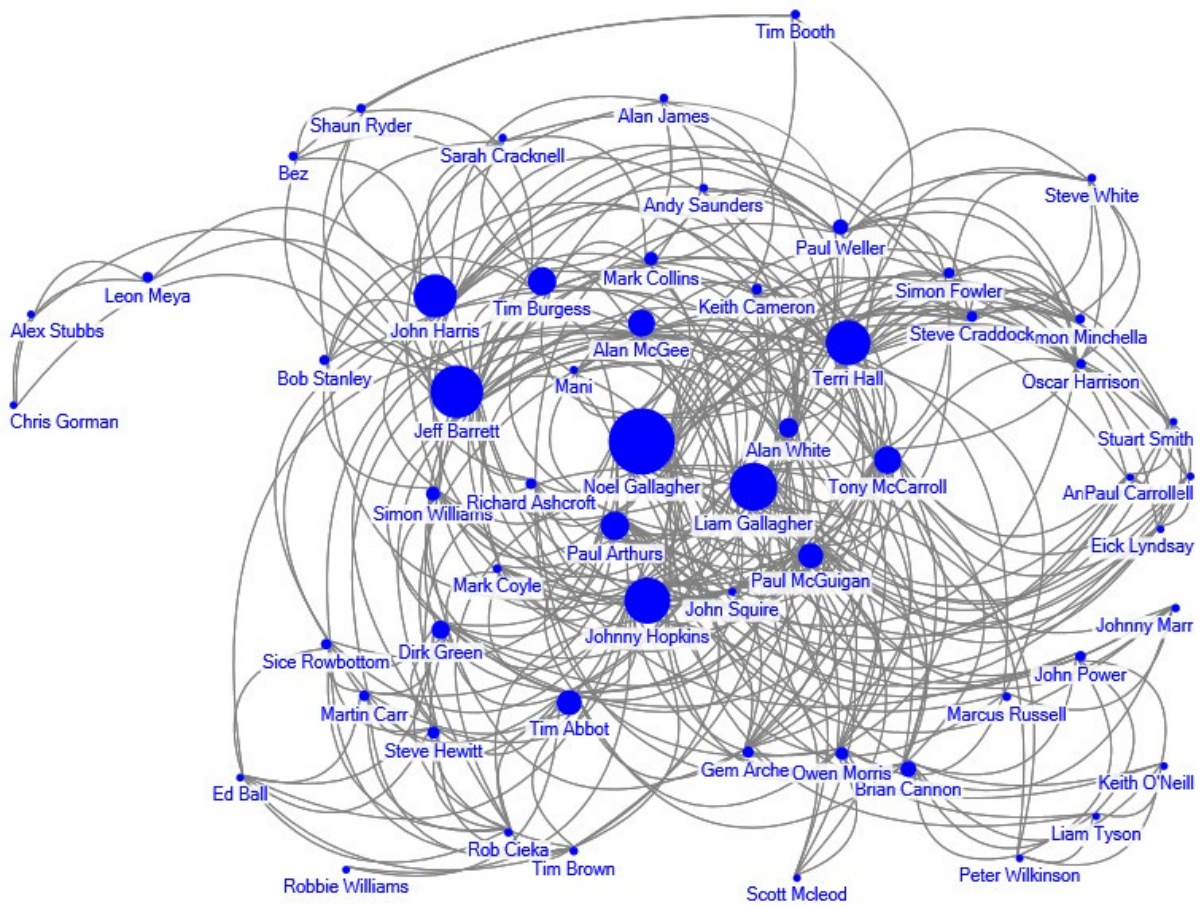 Tim Booth
Alan James
Shaun Ryder
Sarah Cracknell
Bez
Steve White
Andy Saunders
Paul Weller
Mark Collins
Simon Fowler
Leon Meya
Keith Cameron
Tim Burgess
Alex Stubbs
John Harris
Steve Craddock
mon Minchella
Alan McGee
Terri Hall
Bob Stanley
Oscar Harrison
Mani
Chris Gorman
Jeff Barrett
Stuart Smith
Alan White
Noel Gallagher
Tony McCarroll
Paul Carroll
Richard Ashcroft
Simon Williams
Liam Gallagher
Eick Lyndsay
Paul Arthurs
Paul McGuigan
Mark Coyle
John Squire
Johnny Marr
Johnny Hopkins
Dirk Green
Sice Rowbottom
John Power
Martin Carr
Marcus Russell
Tim Abbot
Steve Hewitt
Gem Arche
Owen Morris
Brian Cannon
Keith O'Neill
Ed Ball
Liam Tyson
Rob Cieka
Tim Brown
Peter Wilkinson
Robbie Williams
Scott Mcleod